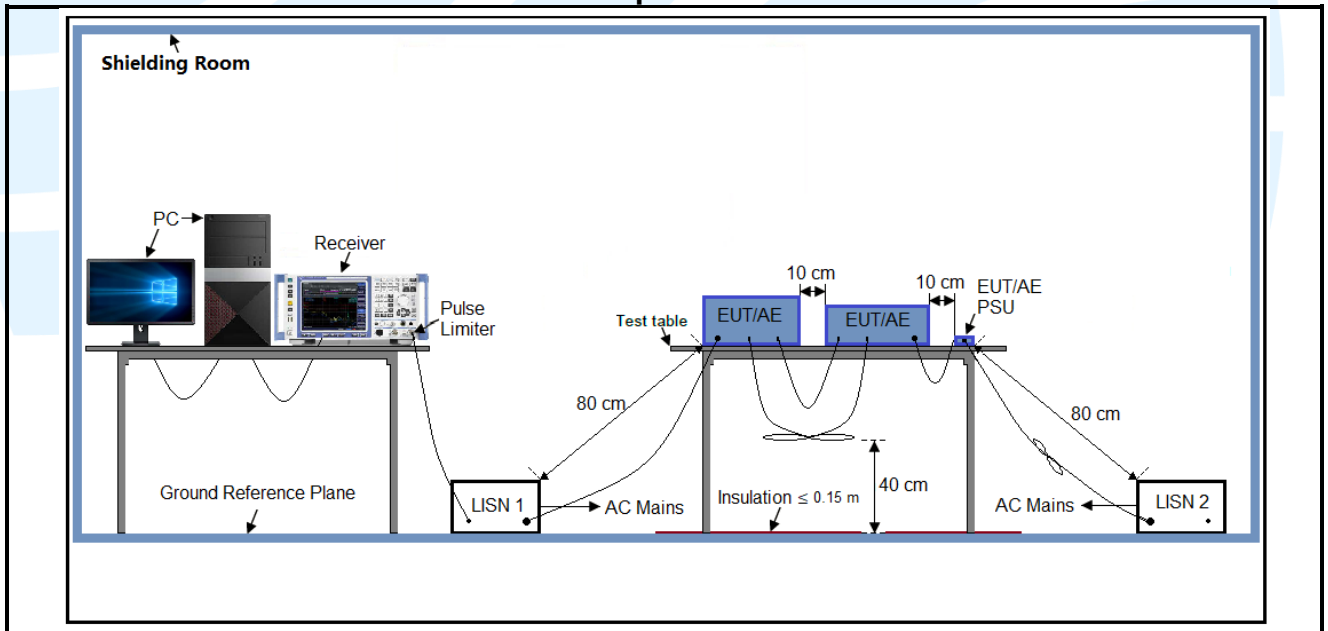 Shielding Room
PC
Receiver
Pulse
Limiter
10 cm
10 cm
EUT/AE
PSU
Test table
EUT/AE
EUT/AE
80 cm
80 cm
Ground Reference Plane
LISN 1
AC Mains
Insulation ≤ 0.15 m
40 cm
AC Mains
LISN 2